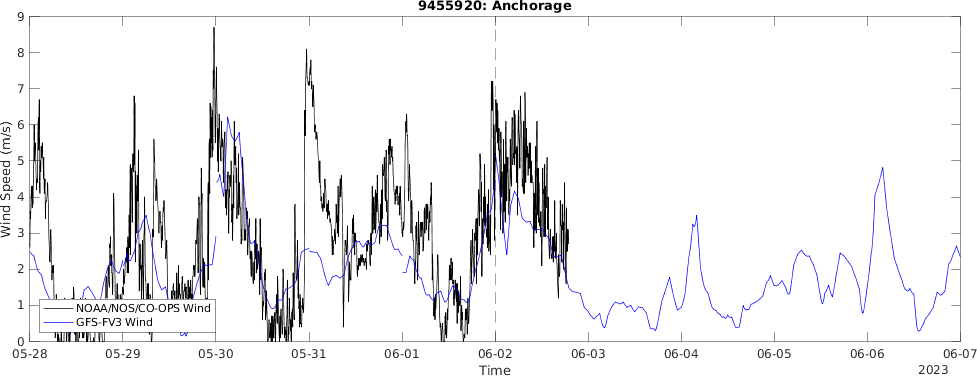 9455920: Anchorage
9
8
7
6
5
4
3
2
1
0
Wind Speed (m/s)
NOAA/NOS/CO-OPS Wind
GFS-FV3 Wind
05-28 05-29 05-30 05-31 06-01 06-02 06-03 06-04 06-05 06-06 06-07
Time
2023